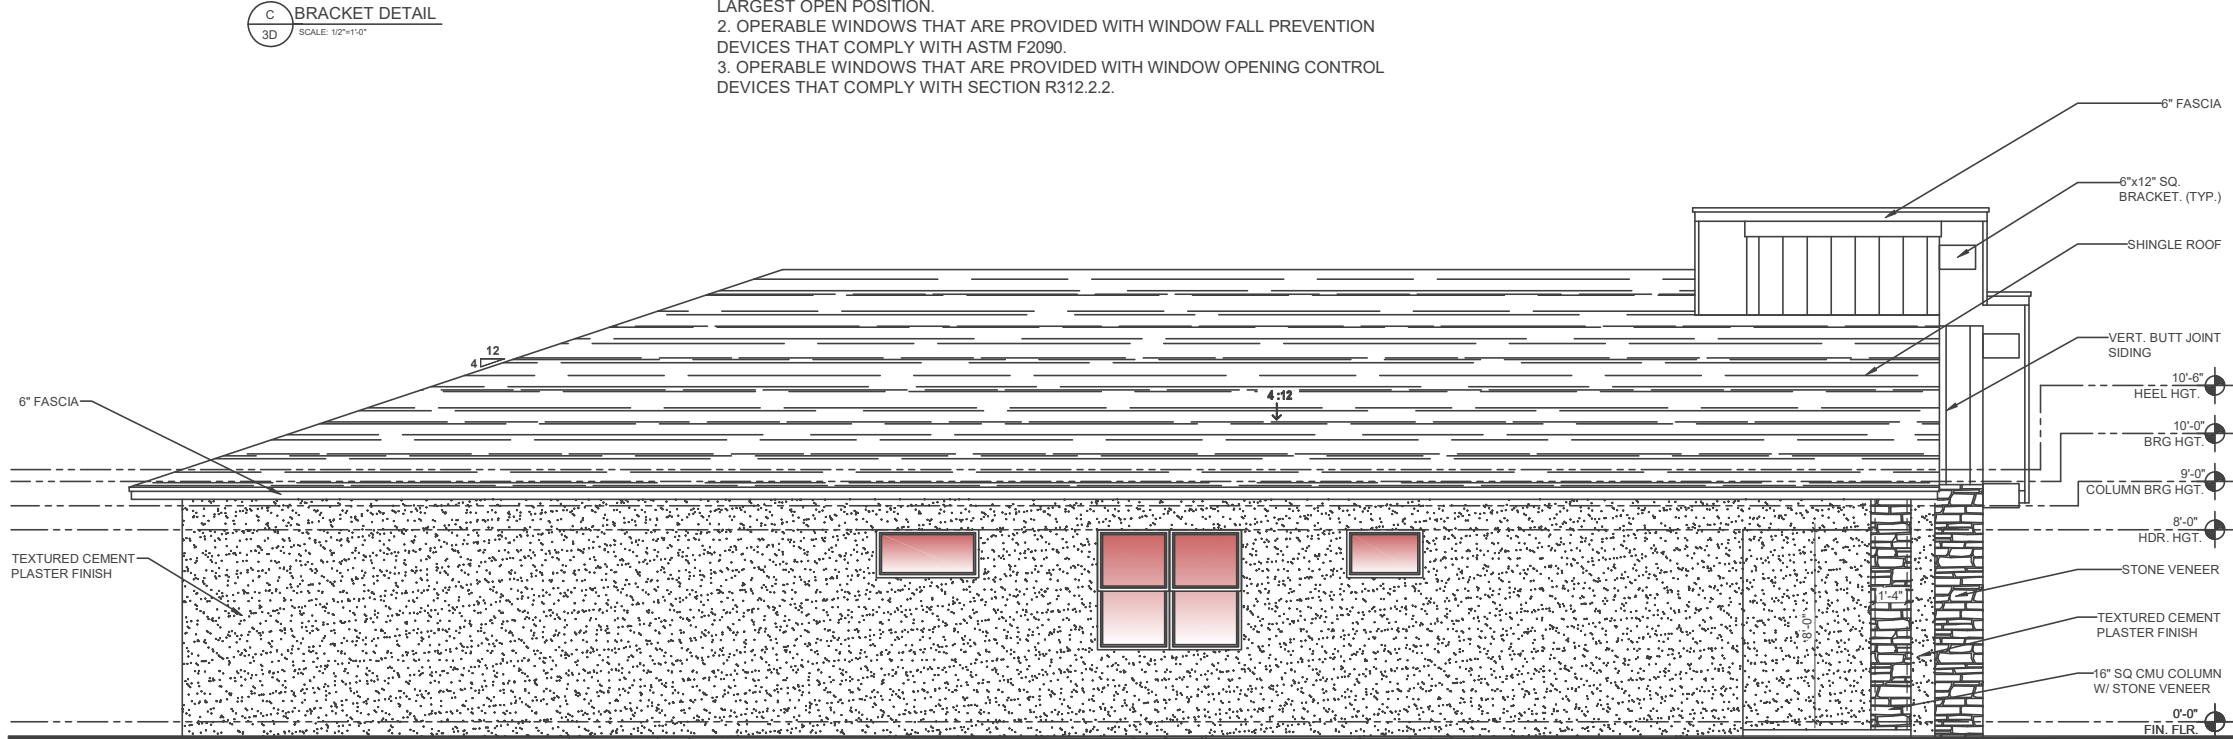 C
3D
BRACKET DETAIL
SCALE: 1/2"=1'-0"
LARGEST OPEN POSITION.
2. OPERABLE WINDOWS THAT ARE PROVIDED WITH WINDOW FALL PREVENTION
DEVICES THAT COMPLY WITH ASTM F2090.
3. OPERABLE WINDOWS THAT ARE PROVIDED WITH WINDOW OPENING CONTROL
DEVICES THAT COMPLY WITH SECTION R312.2.2.
6" FASCIA
6"x12" SQ.
BRACKET. (TYP.)
SHINGLE ROOF
VERT. BUTT JOINT
SIDING
12
4
4 :12
6" FASCIA
10'-6"
HEEL HGT.
10'-0"
BRG HGT.
9'-0"
COLUMN BRG HGT.
8'-0"
HDR. HGT.
TEXTURED CEMENT
PLASTER FINISH
STONE VENEER
1'-4"
8'-0"
TEXTURED CEMENT
PLASTER FINISH
16" SQ CMU COLUMN
W/ STONE VENEER
0'-0"
FIN. FLR.